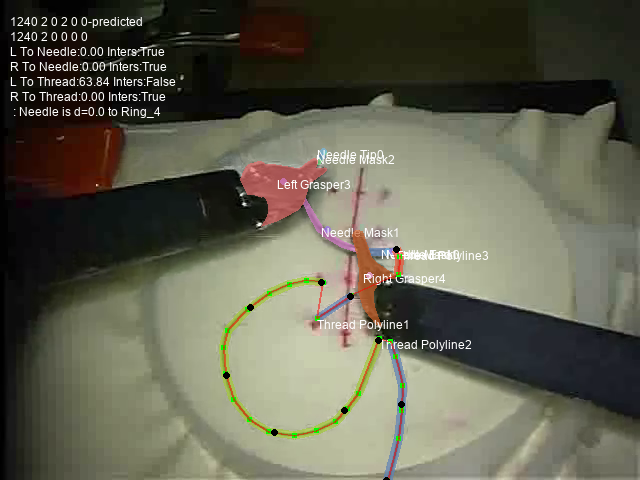 1240 2 0 2 0 0-predicted
1240 2 0 0 0 0
L To Needle:0.00 Inters:True
R To Needle:0.00 Inters:True
L To Thread:63.84 Inters:False
R To Thread:0.00 Inters:True
: Needle is d=0.0 to Ring_4
Needle Tip0
Needle Mask2
Left Grasper3
Needle Mask1
Thread Polyline3
Right Grasper4
Thread Polyline1
Thread Polyline2